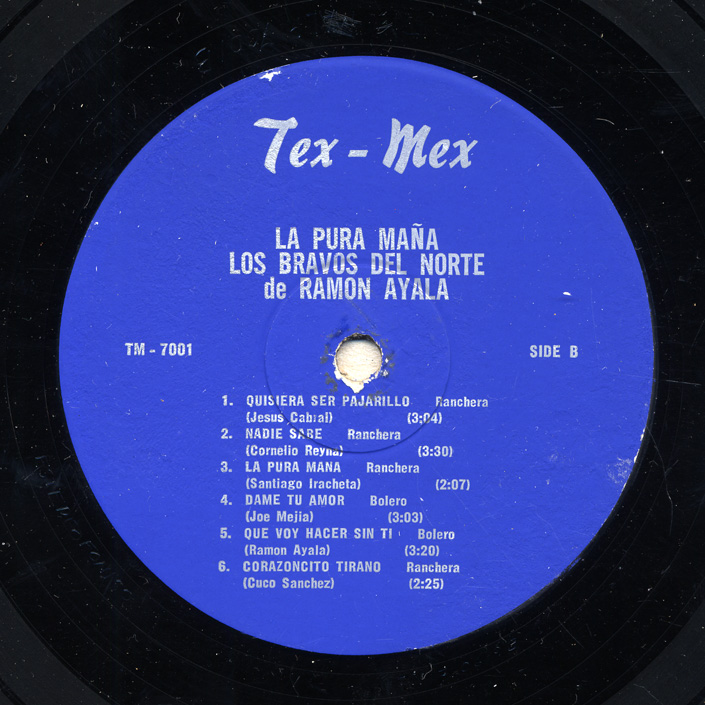 Tex - Mex
LA PURA MAÑA
LOS BRAVOS DEL NORTE
de RAMON AYALA
TM - 7001
SIDE B
1. QUISIERA SER PAJARILLO Ranchera
(Jesus Cabral) (3:04)
2. NADIE SABE Ranchera
(Cornelio Reyna) (3:30)
3. LA PURA MANA Ranchera
(Santiago Iracheta) (2:07)
4. DAME TU AMOR Bolero
(Joe Mejia) (3:03)
5. QUE VOY HACER SIN TI Bolero
(Ramon Ayala) (3:20)
6. CORAZONCITO TIRANO Ranchera
(Cuco Sanchez) (2:25)